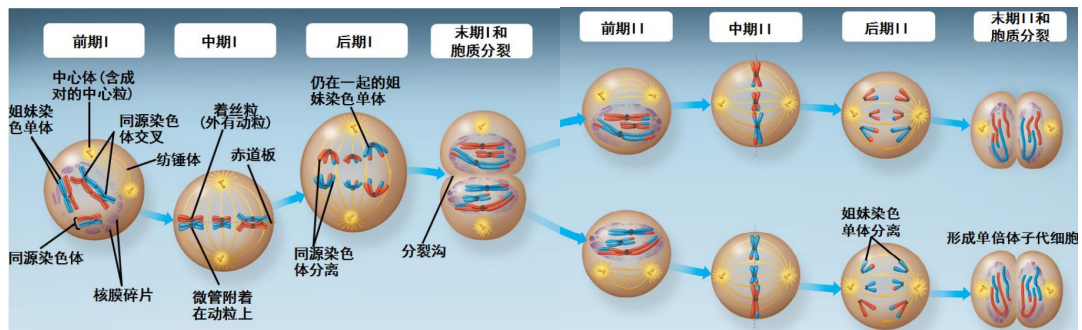 前期I
中期I
后期I
末期I和
胞质分裂
前期II
中期II
后期II
末期II和
胞质分裂
中心体(含成
对的中心粒)
姐妹染
色单体
同源染色
体交叉
纺锤体
同源染色体
核膜碎片
着丝粒
(外有动粒)
赤道板
微管附着
在动粒上
仍在一起的姐
妹染色单体
同源染色
体分离
分裂沟
姐妹染色
单体分离
形成单倍体子代细胞